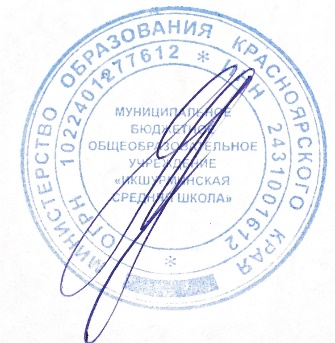 МИНИСТЕРСТВО ОБРАЗОВАНИЯ КРАСНОЯРСКОГО КРАЯ
ОГРН 1022401277612 * ИНН 2431001612 *
МУНИЦИПАЛЬНОЕ
БЮДЖЕТНОЕ
ОБЩЕОБРАЗОВАТЕЛЬНОЕ
УЧРЕЖДЕНИЕ
«ИКШУРМИНСКАЯ
СРЕДНЯЯ ШКОЛА»